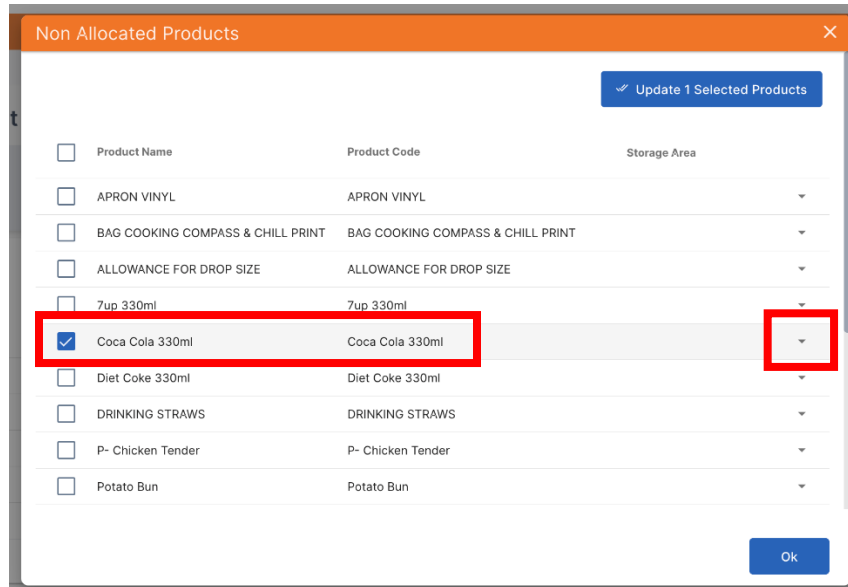 Non Allocated Products
Update 1 Selected Products
t
Product Name Product Code Storage Area
APRON VINYL APRON VINYL
BAG COOKING COMPASS & CHILL PRINT BAG COOKING COMPASS & CHILL PRINT
ALLOWANCE FOR DROP SIZE ALLOWANCE FOR DROP SIZE
7up 330ml 7up 330ml
Coca Cola 330ml Coca Cola 330ml
Diet Coke 330ml Diet Coke 330ml
DRINKING STRAWS DRINKING STRAWS
P- Chicken Tender P- Chicken Tender
Potato Bun Potato Bun
Ok